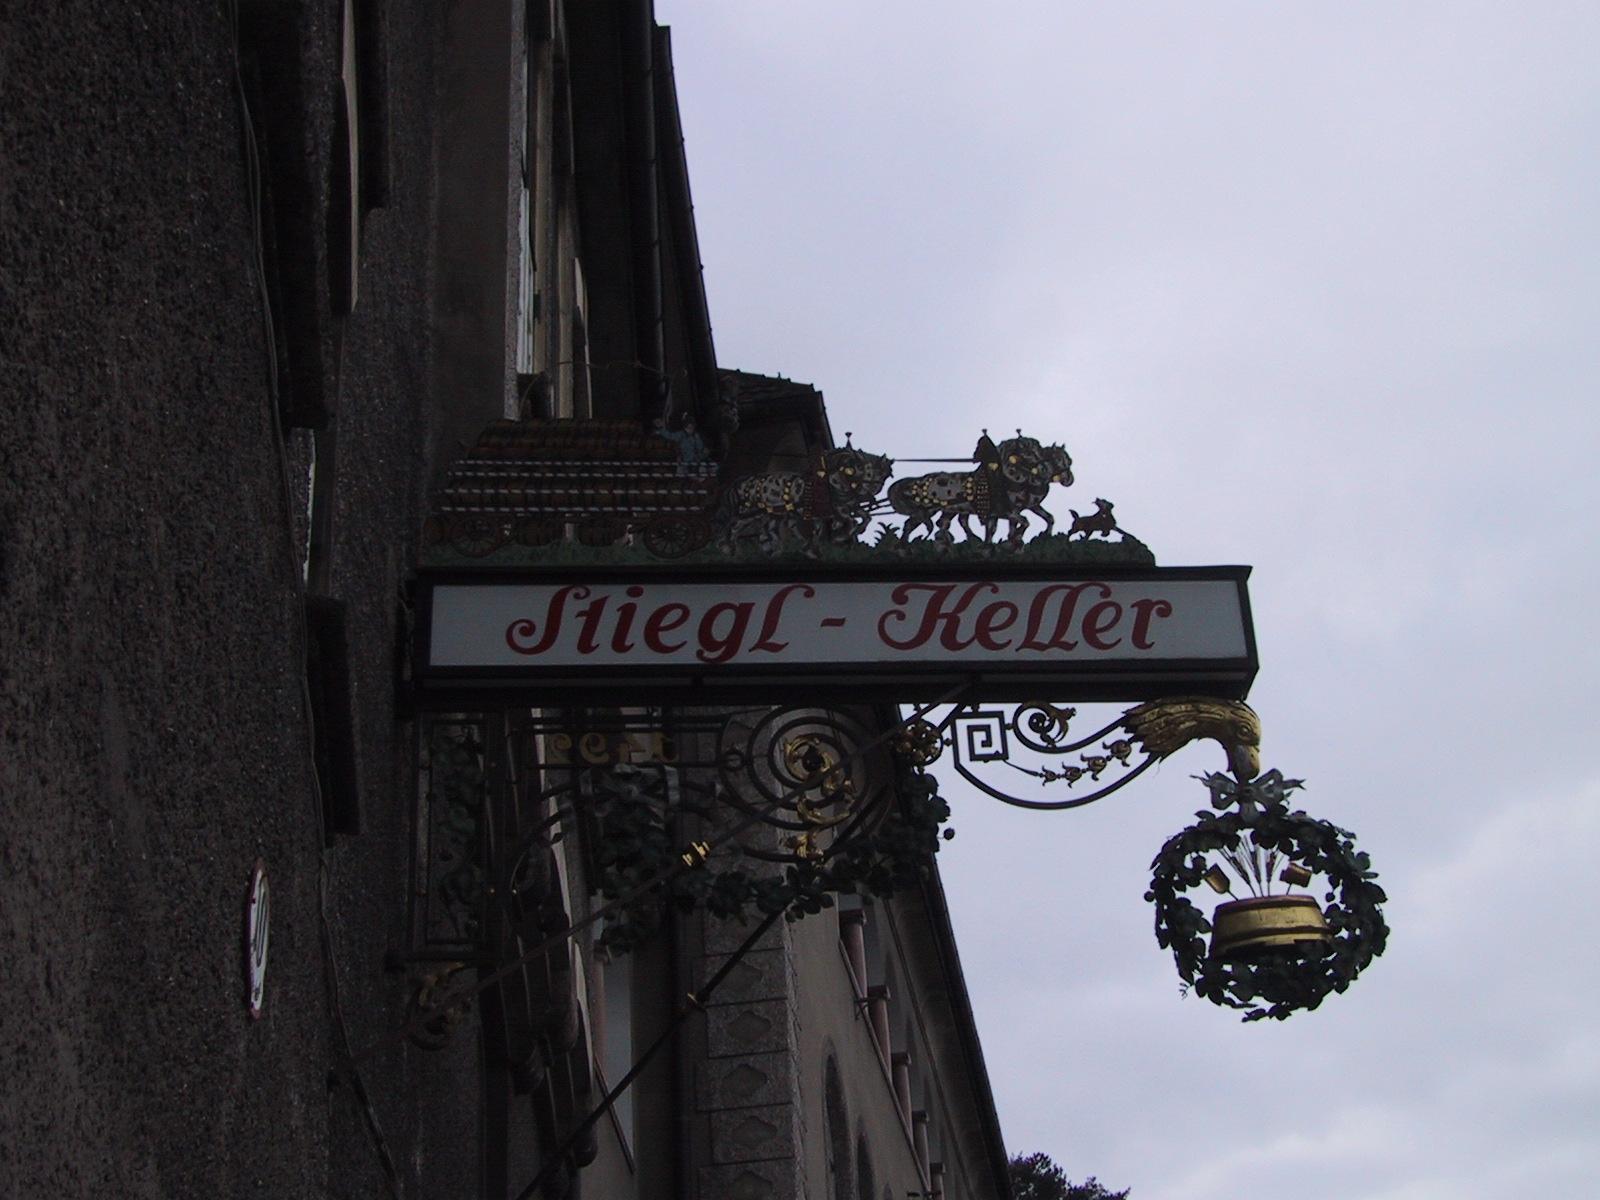 Stiegl - Keller